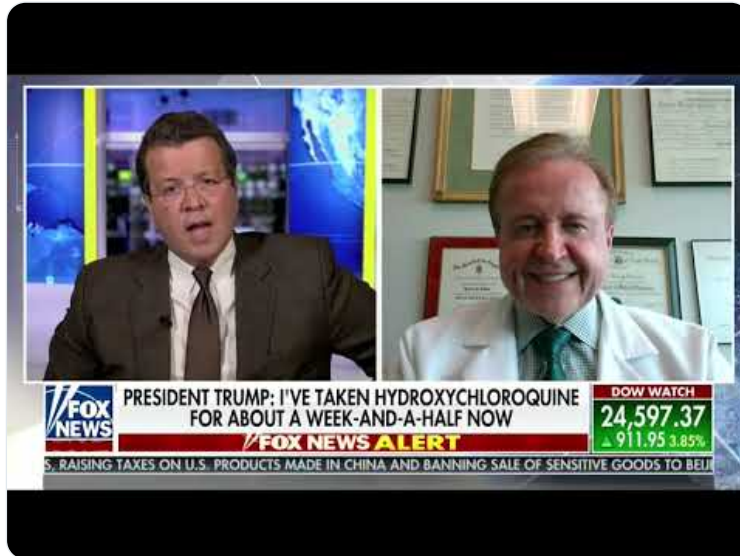 PRESIDENT TRUMP: I'VE TAKEN HYDROXYCHLOROQUINE
FOR ABOUT A WEEK-AND-A-HALF NOW
FOX
NEWS
FOX NEWS ALERT
DOW WATCH
24,597.37
▲ 911.95 3.85%
S, RAISING TAXES ON U.S. PRODUCTS MADE IN CHINA AND BANNING SALE OF SENSITIVE GOODS TO BEIJI